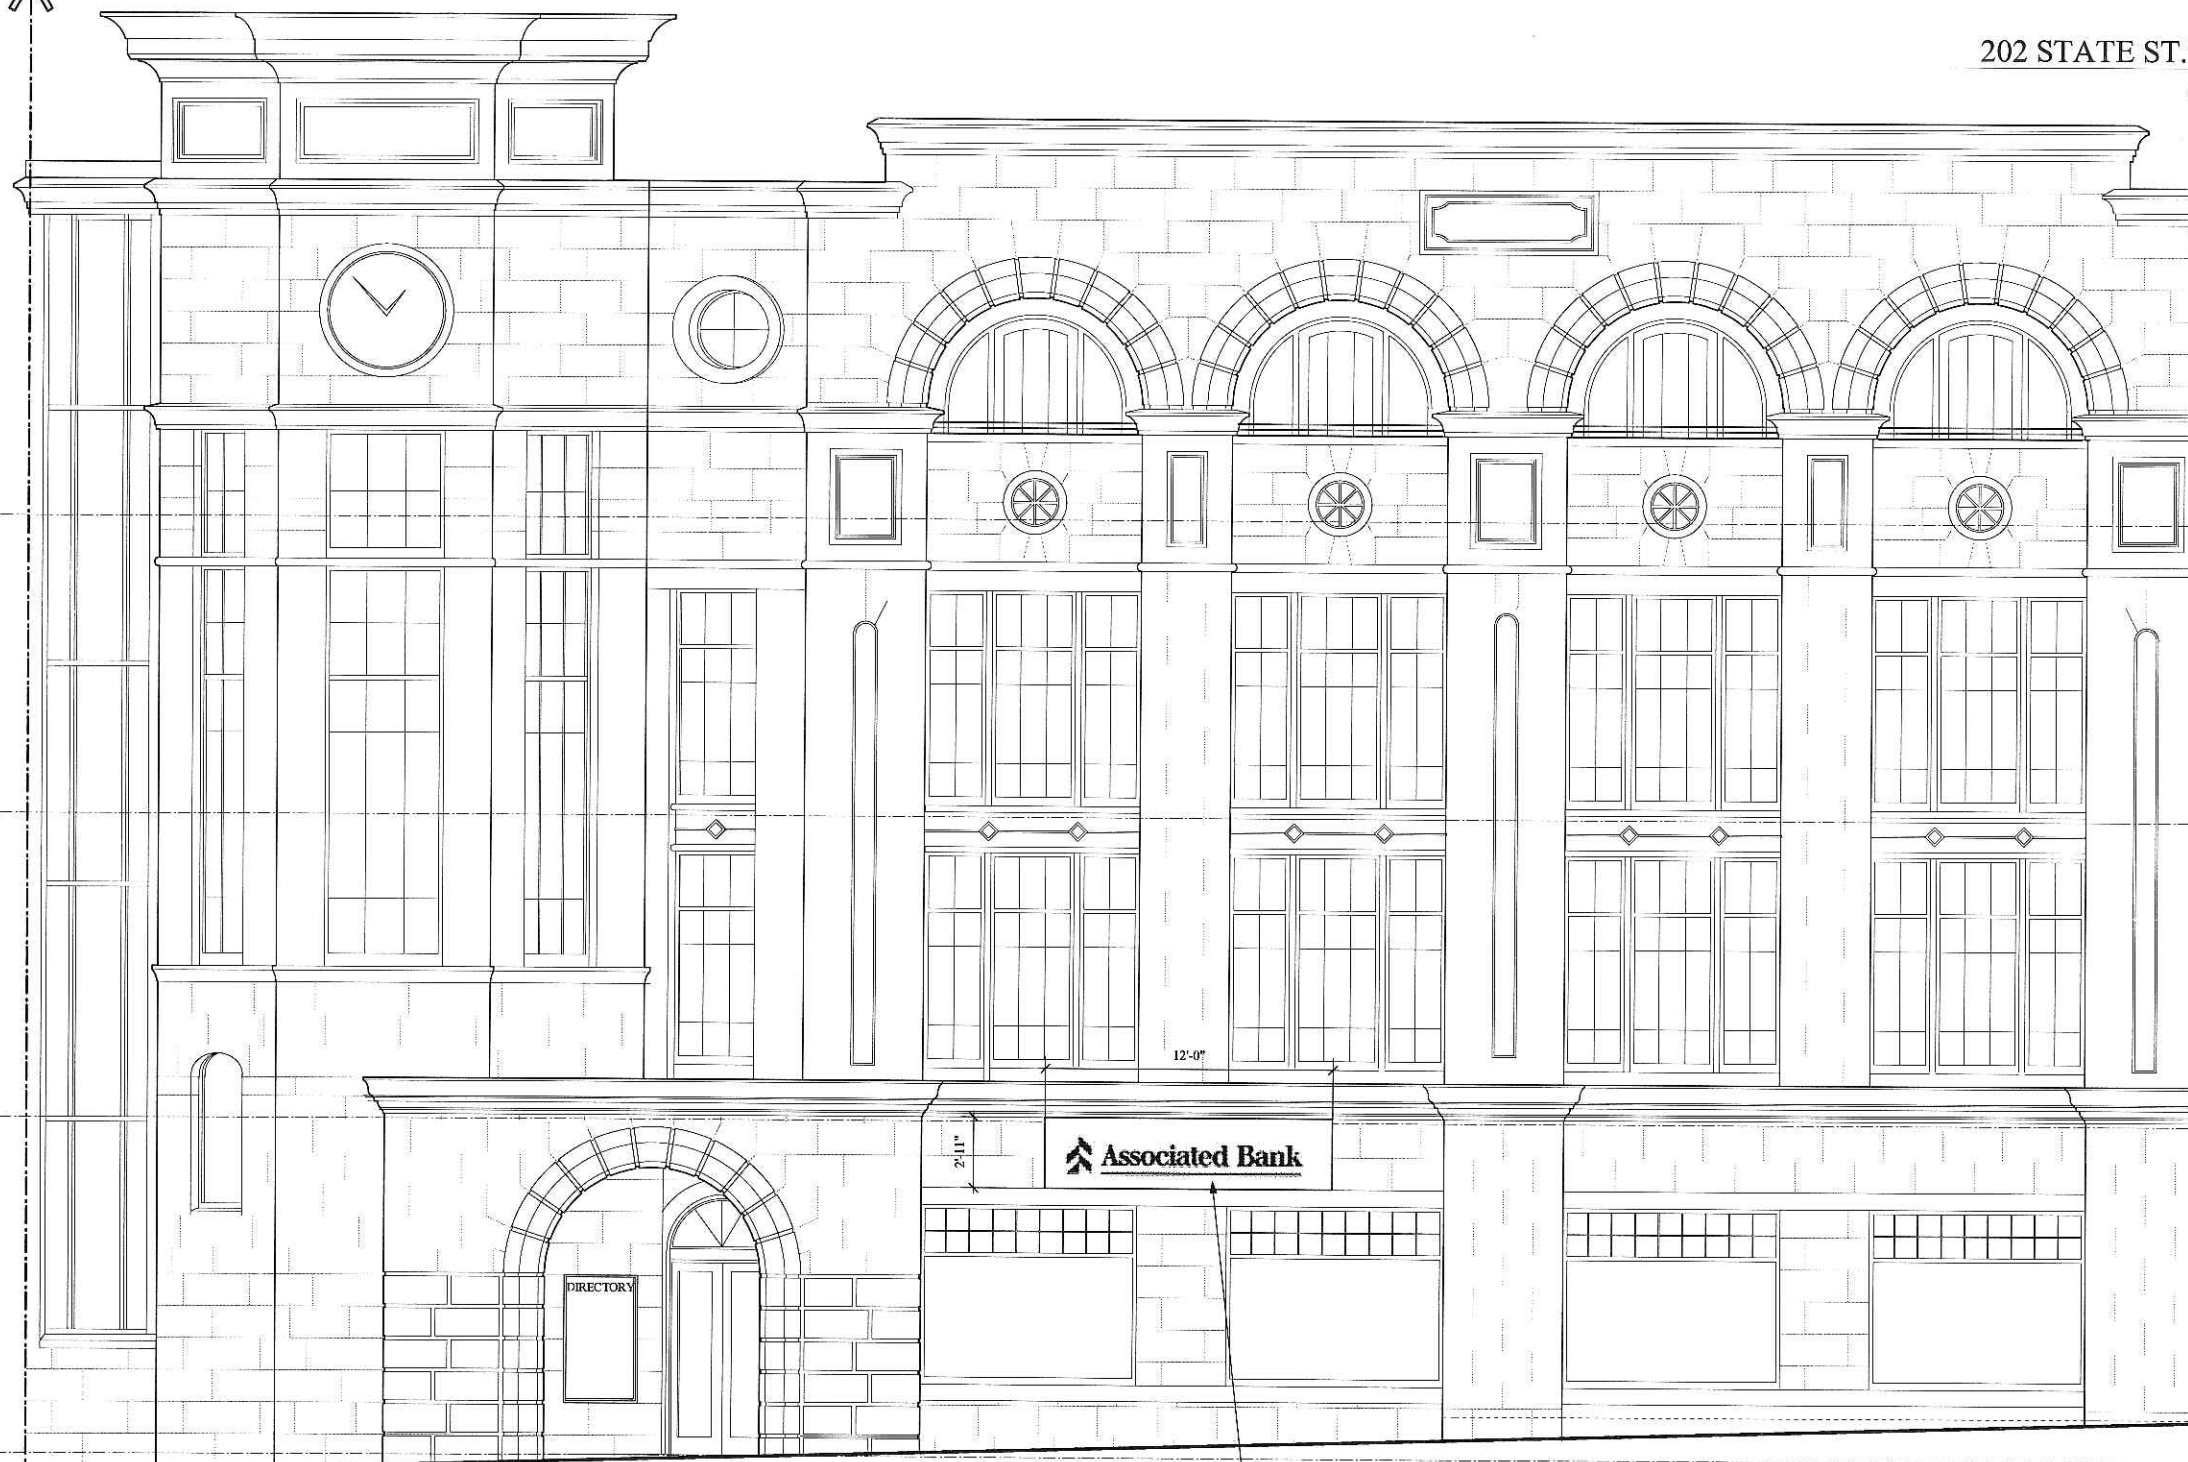 202 STATE ST.
12'-0"
2'-11"
Associated Bank
DIRECTORY